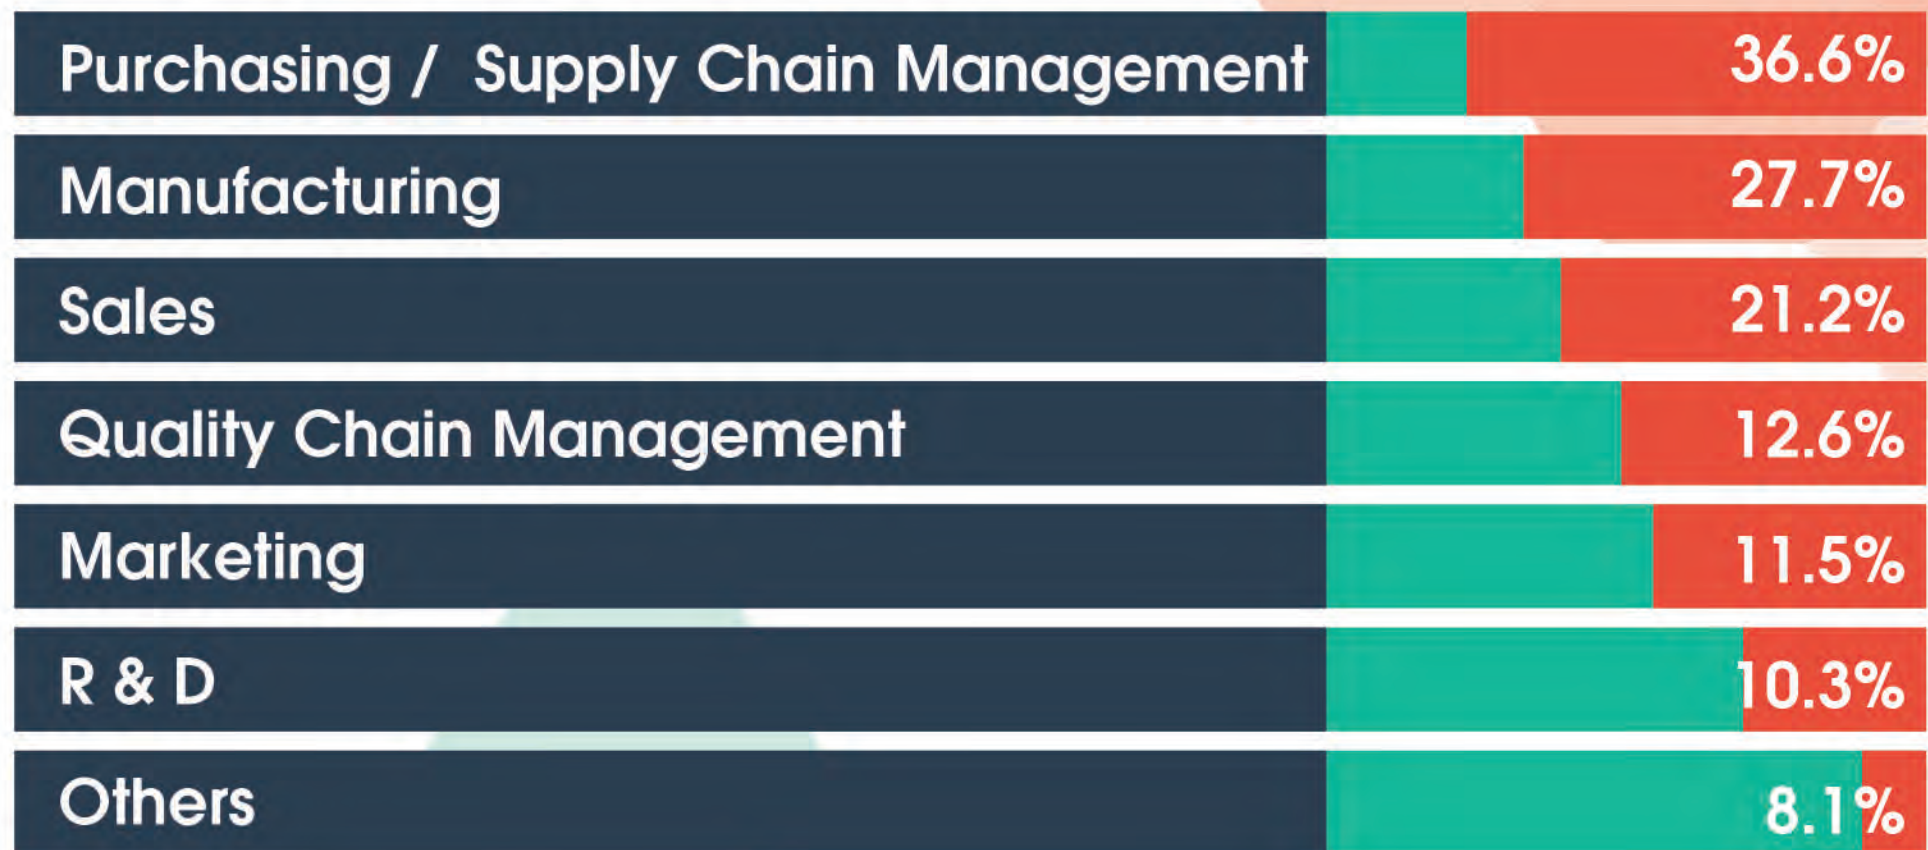 Purchasing / Supply Chain Management 36.6%
Manufacturing 27.7%
Sales 21.2%
Quality Chain Management 12.6%
Marketing 11.5%
R & D 10.3%
Others 8.1%